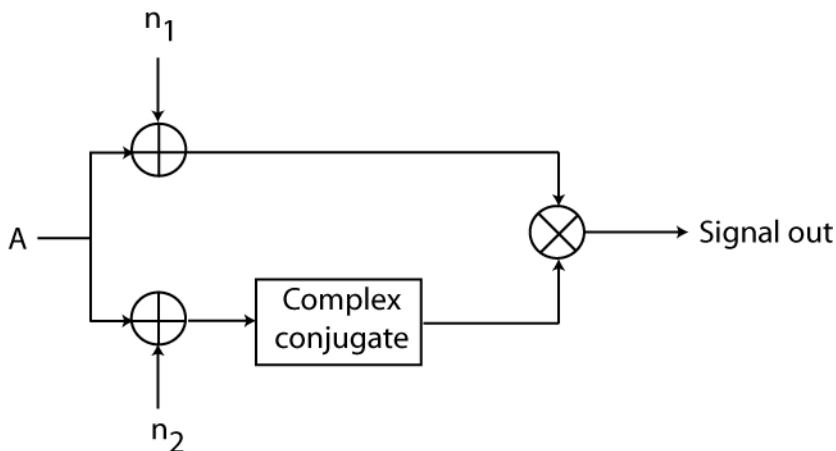 n1
A
Complex
conjugate
Signal out
n2